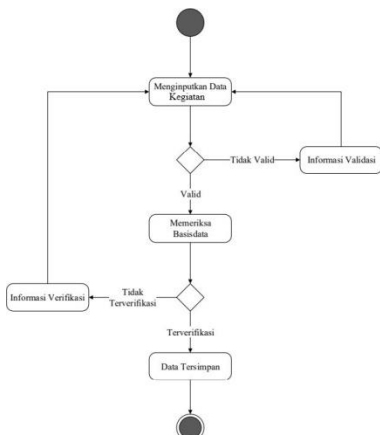 Menginputkan Data
Kegiatan
Tidak Valid
Informasi Validasi
Valid
Memeriksa
Basisdata
Tidak
Terverifikasi
Informasi Verifikasi
Terverifikasi
Data Tersimpan